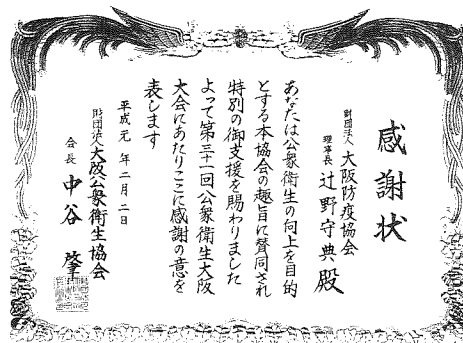 感謝状
財団法人 大阪防疫協会
理事長 辻野守典殿
あなたは公衆衛生の向上を目的
とする本協会の趣旨に賛同され
特別の御支援を賜わりました
よって第三十一回公衆衛生大阪
大会にあたりここに感謝の意を
表します
平成元年二月二日
財団法人 大阪公衆衛生協会
会長 中谷肇